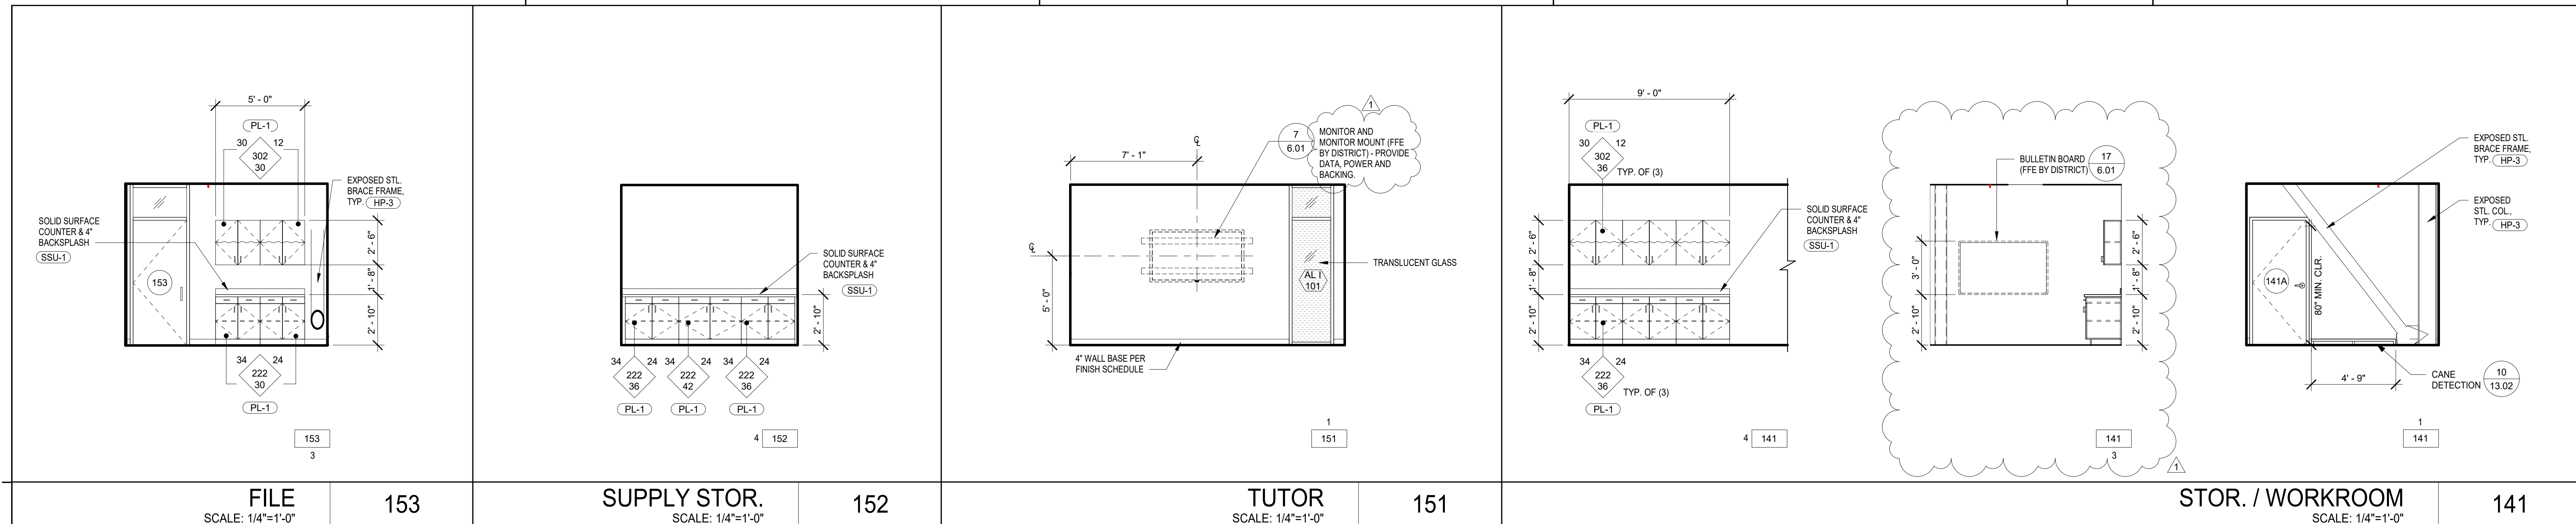 5' - 0"
PL-1
30 12
302
30
EXPOSED STL.
BRACE FRAME,
TYP. HP-3
SOLID SURFACE
COUNTER & 4"
BACKSPLASH
SSU-1
153
2' - 6"
1' - 8"
2' - 10"
34 24
222
30
PL-1
153
3
FILE
SCALE: 1/4"=1'-0"
153
SOLID SURFACE
COUNTER & 4"
BACKSPLASH
SSU-1
2' - 10"
34 24 34 24 34 24
222 222 222
36 42 36
PL-1 PL-1 PL-1
4 152
SUPPLY STOR.
SCALE: 1/4"=1'-0"
152
1
7
6.01
MONITOR AND
MONITOR MOUNT (FFE
BY DISTRICT) - PROVIDE
DATA, POWER AND
BACKING.
CL
7' - 1"
CL
5' - 0"
TRANSLUCENT GLASS
AL I
101
4" WALL BASE PER
FINISH SCHEDULE
1
151
TUTOR
SCALE: 1/4"=1'-0"
151
9' - 0"
PL-1
30 12
302
36
TYP. OF (3)
SOLID SURFACE
COUNTER & 4"
BACKSPLASH
SSU-1
2' - 6"
1' - 8"
2' - 10"
34 24
222
36
TYP. OF (3)
PL-1
4 141
BULLETIN BOARD
(FFE BY DISTRICT)
17
6.01
3' - 0"
2' - 10"
2' - 6"
1' - 8"
2' - 10"
141
3
1
EXPOSED STL.
BRACE FRAME,
TYP. HP-3
EXPOSED
STL. COL.,
TYP. HP-3
141A
80" MIN. CLR.
4' - 9"
CANE
DETECTION
10
13.02
1
141
STOR. / WORKROOM
SCALE: 1/4"=1'-0"
141